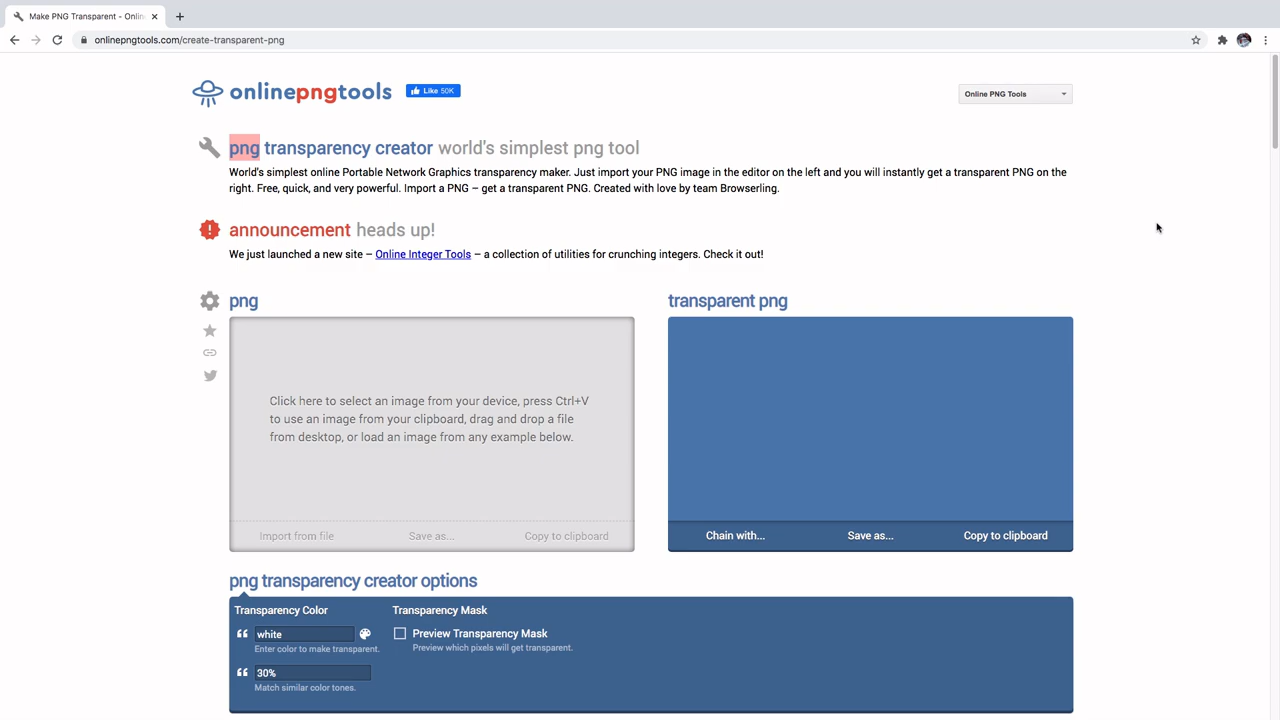 Make PNG Transparent - Onlin
onlinepngtools.com/create-transparent-png
onlinepngtools
Like 50K
Online PNG Tools
png transparency creator world's simplest png tool
World's simplest online Portable Network Graphics transparency maker. Just import your PNG image in the editor on the left and you will instantly get a transparent PNG on the
right. Free, quick, and very powerful. Import a PNG – get a transparent PNG. Created with love by team Browserling.
announcement heads up!
We just launched a new site – Online Integer Tools – a collection of utilities for crunching integers. Check it out!
png
transparent png
Click here to select an image from your device, press Ctrl+V
to use an image from your clipboard, drag and drop a file
from desktop, or load an image from any example below.
Import from file
Save as...
Copy to clipboard
Chain with...
Save as...
Copy to clipboard
png transparency creator options
Transparency Color
Transparency Mask
white
Preview Transparency Mask
Enter color to make transparent.
Preview which pixels will get transparent.
30%
Match similar color tones.